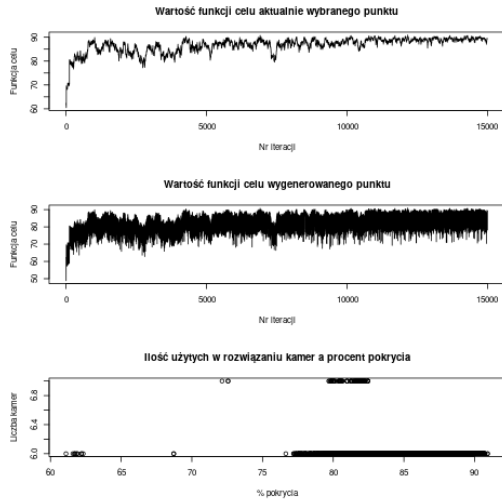 Wartość funkcji celu aktualnie wybranego punktu
Funkcja celu
60 70 80 90
0 5000 10000 15000
Nr iteracji
Wartość funkcji celu wygenerowanego punktu
Funkcja celu
50 60 70 80 90
0 5000 10000 15000
Nr iteracji
Ilość użytych w rozwiązaniu kamer a procent pokrycia
Liczba kamer
6.0 6.4 6.8
60 65 70 75 80 85 90
% pokrycia